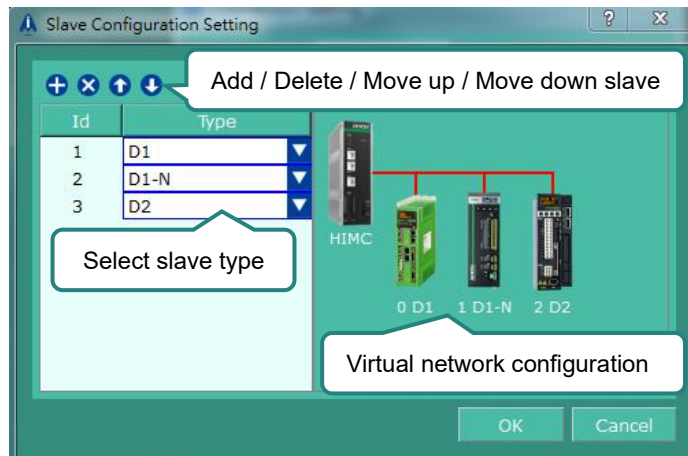 Slave Configuration Setting
Add / Delete / Move up / Move down slave
Id Type
1 D1
2 D1-N
3 D2
Select slave type
HIMC
0 D1 1 D1-N 2 D2
Virtual network configuration
OK Cancel